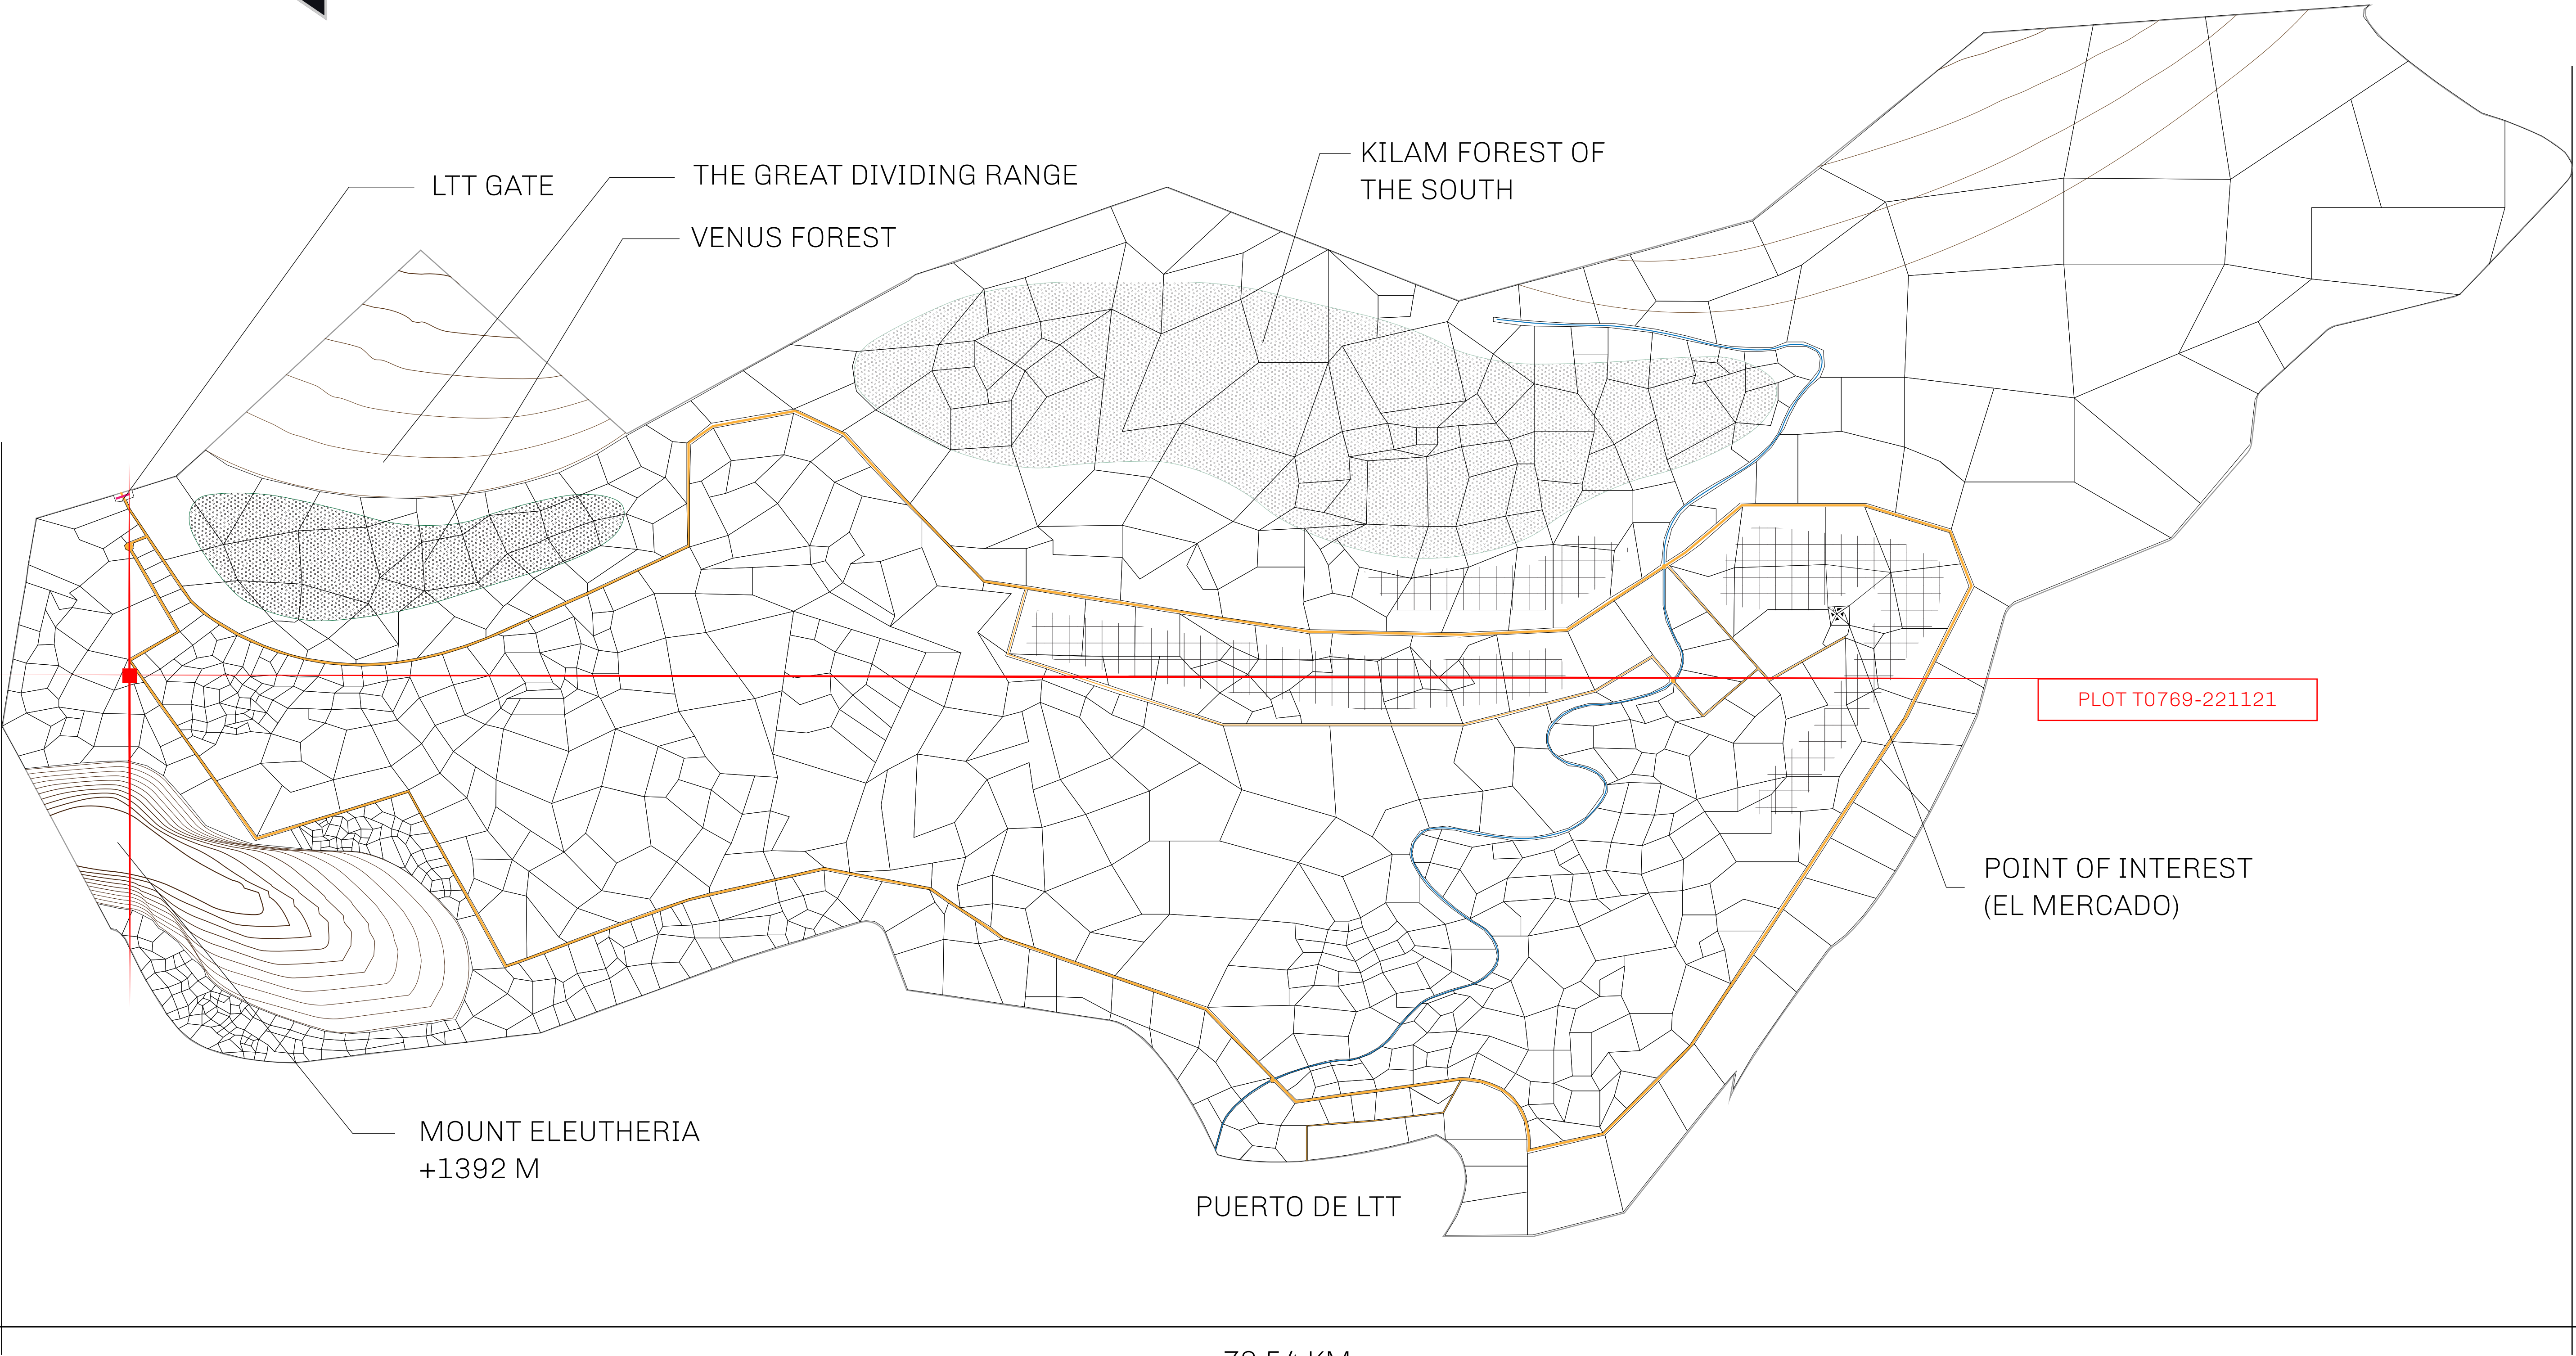 LTT GATE
THE GREAT DIVIDING RANGE
VENUS FOREST
KILAM FOREST OF
THE SOUTH
PLOT T0769-221121
POINT OF INTEREST
(EL MERCADO)
MOUNT ELEUTHERIA
+1392 M
PUERTO DE LTT
KM